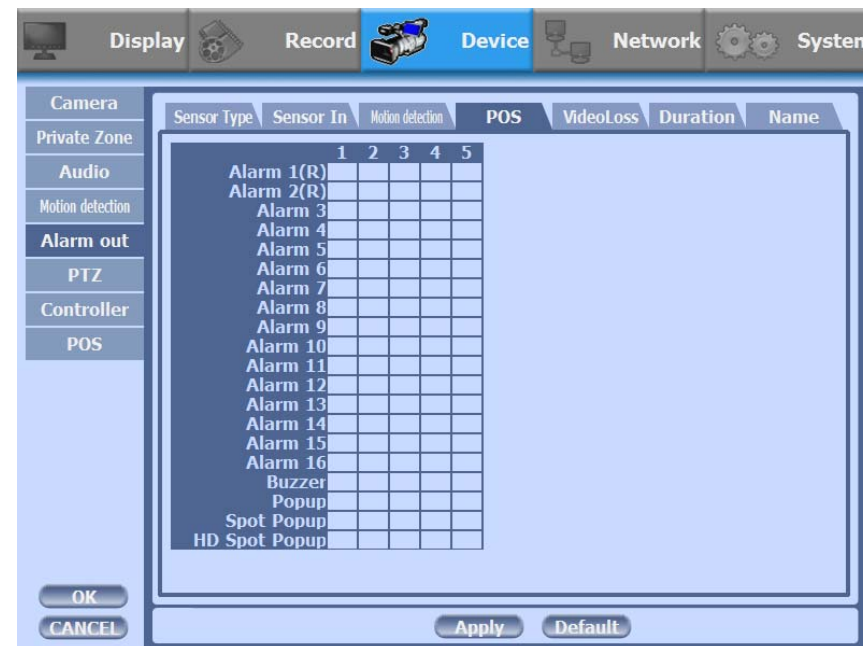 Display Record Device Network System
Camera
Private Zone
Audio
Motion detection
Alarm out
PTZ
Controller
POS
OK
CANCEL
Sensor Type Sensor In Motion detection POS VideoLoss Duration Name
1 2 3 4 5
Alarm 1(R)
Alarm 2(R)
Alarm 3
Alarm 4
Alarm 5
Alarm 6
Alarm 7
Alarm 8
Alarm 9
Alarm 10
Alarm 11
Alarm 12
Alarm 13
Alarm 14
Alarm 15
Alarm 16
Buzzer
Popup
Spot Popup
HD Spot Popup
Apply Default